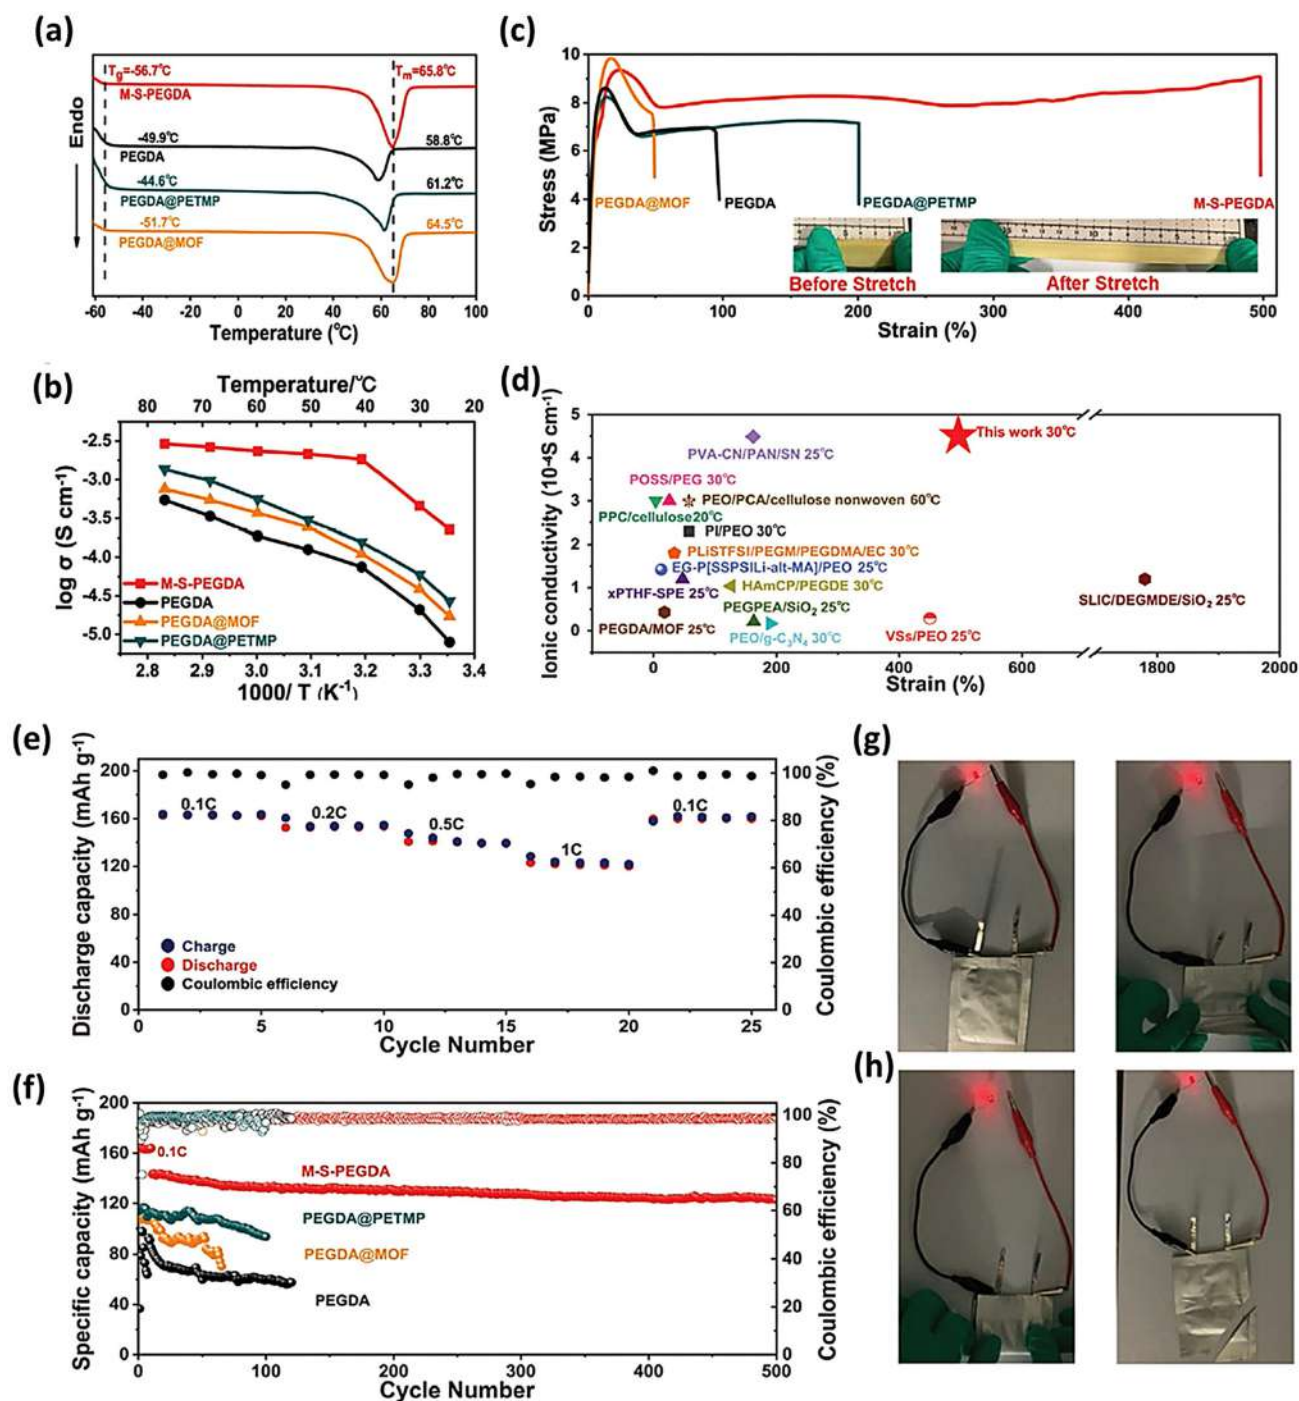 (a)
Endo
Tg=-56.7℃
Tm=65.8℃
M-S-PEGDA
-49.9℃
58.8℃
PEGDA
-44.6℃
61.2℃
PEGDA@PETMP
-51.7℃
64.5℃
PEGDA@MOF
-60 -40 -20 0 20 40 60 80 100
Temperature (℃)
(c)
Stress (MPa)
10
8
6
4
2
0
PEGDA@MOF
PEGDA
PEGDA@PETMP
M-S-PEGDA
Before Stretch
After Stretch
0 100 200 300 400 500
Strain (%)
(b)
Temperature/℃
80 70 60 50 40 30 20
log σ (S cm-1)
-2.5
-3.0
-3.5
-4.0
-4.5
-5.0
M-S-PEGDA
PEGDA
PEGDA@MOF
PEGDA@PETMP
2.8 2.9 3.0 3.1 3.2 3.3 3.4
1000/ T (K-1)
(d)
Ionic conductivity (10-4S cm-1)
5
4
3
2
1
0
This work 30℃
PVA-CN/PAN/SN 25℃
POSS/PEG 30℃
PEO/PCA/cellulose nonwoven 60℃
PPC/cellulose20℃
PI/PEO 30℃
PLiSTFSI/PEGM/PEGDMA/EC 30℃
EG-P[SSPSILi-alt-MA]/PEO 25℃
xPTHF-SPE 25℃
HAmCP/PEGDE 30℃
PEGPEA/SiO2 25℃
PEGDA/MOF 25℃
PEO/g-C3N4 30℃
VSs/PEO 25℃
SLIC/DEGMDE/SiO2 25℃
0 200 400 600 1800 2000
Strain (%)
(e)
Discharge capacity (mAh g-1)
200
160
120
80
40
0
0.1C
0.2C
0.5C
1C
0.1C
Charge
Discharge
Coulombic efficiency
100
80
60
40
20
0
Coulombic efficiency (%)
0 5 10 15 20 25
Cycle Number
(f)
Specific capacity (mAh g-1)
200
160
120
80
40
0
0.1C
M-S-PEGDA
PEGDA@PETMP
PEGDA@MOF
PEGDA
100
80
60
40
20
0
Coulombic efficiency (%)
0 100 200 300 400 500
Cycle Number
(g)
(h)